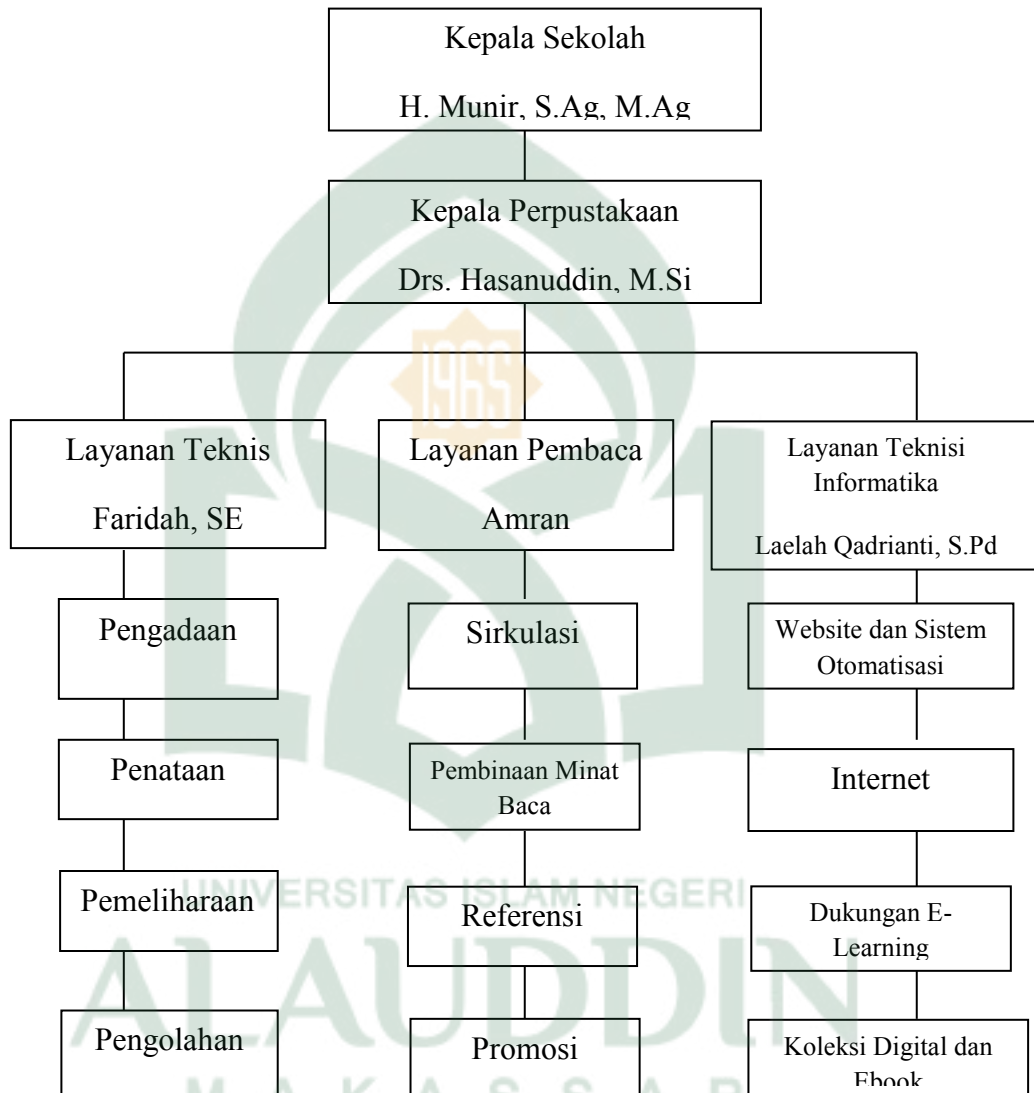 Kepala Sekolah
H. Munir, S.Ag, M.Ag
Kepala Perpustakaan
Drs. Hasanuddin, M.Si
1965
Layanan Teknis
Faridah, SE
Layanan Pembaca
Amran
Layanan Teknisi
Informatika
Laelah Qadrianti, S.Pd
Pengadaan
Sirkulasi
Website dan Sistem
Otomatisasi
Penataan
Pembinaan Minat
Baca
Internet
UNIVERSITAS ISLAM NEGERI
Pemeliharaan
Referensi
Dukungan E-
Learning
ALAUDDIN
Pengolahan
Promosi
Koleksi Digital dan
Ebook
MAKASSAR